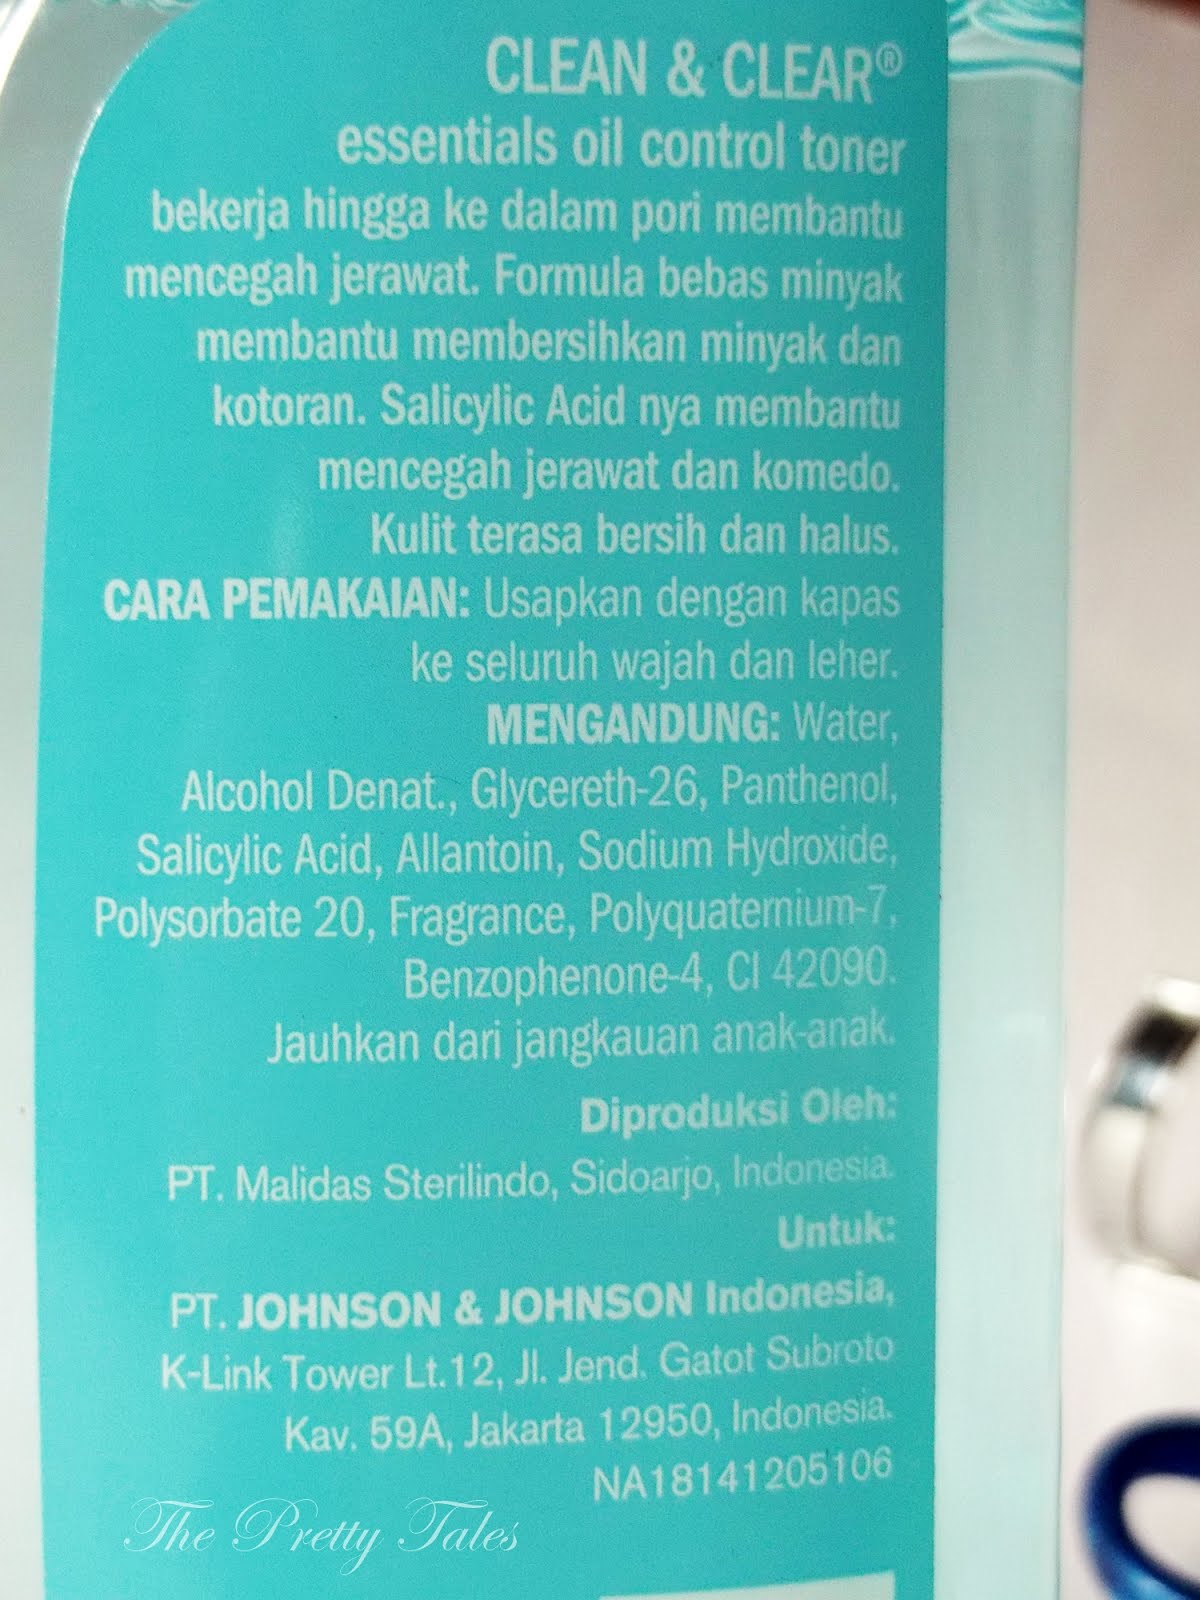 CLEAN & CLEAR®
essentials oil control toner
bekerja hingga ke dalam pori membantu
mencegah jerawat. Formula bebas minyak
membantu membersihkan minyak dan
kotoran. Salicylic Acid nya membantu
mencegah jerawat dan komedo.
Kulit terasa bersih dan halus.
CARA PEMAKAIAN: Usapkan dengan kapas
ke seluruh wajah dan leher.
MENGANDUNG: Water,
Alcohol Denat., Glycereth-26, Panthenol,
Salicylic Acid, Allantoin, Sodium Hydroxide,
Polysorbate 20, Fragrance, Polyquaternium-7,
Benzophenone-4, CI 42090.
Jauhkan dari jangkauan anak-anak.
Diproduksi Oleh:
PT. Malidas Sterilindo, Sidoarjo, Indonesia.
Untuk:
PT. JOHNSON & JOHNSON Indonesia,
K-Link Tower Lt.12, Jl. Jend. Gatot Subroto
Kav. 59A, Jakarta 12950, Indonesia.
NA18141205106
The Pretty Tales